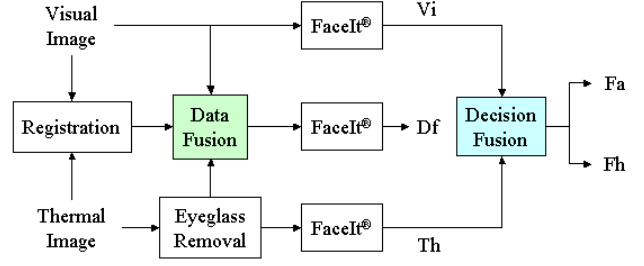 Visual
Image
FaceIt®
Vi
Registration
Data
Fusion
FaceIt®
Df
Decision
Fusion
Fa
Fh
Thermal
Image
Eyeglass
Removal
FaceIt®
Th